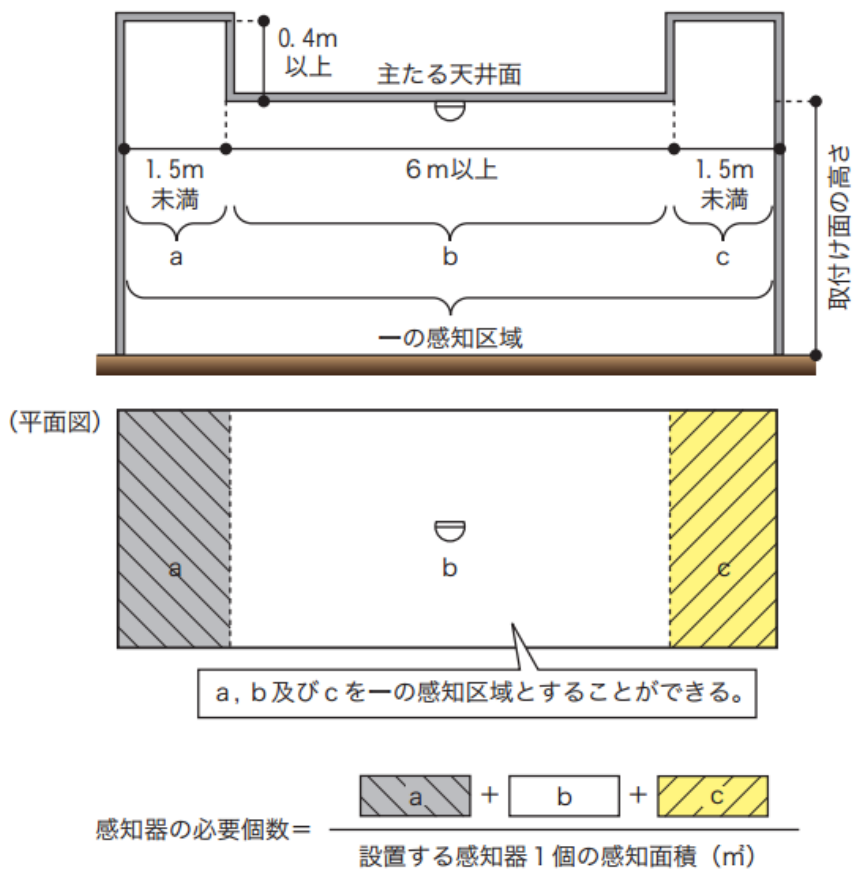 0.4m
以上
主たる天井面
1.5m
未満
6m以上
1.5m
未満
取付け面の高さ
a
b
c
一の感知区域
(平面図)
a
b
c
a, b及びcを一の感知区域とすることができる。
a + b + c
感知器の必要個数=
設置する感知器1個の感知面積(㎡)